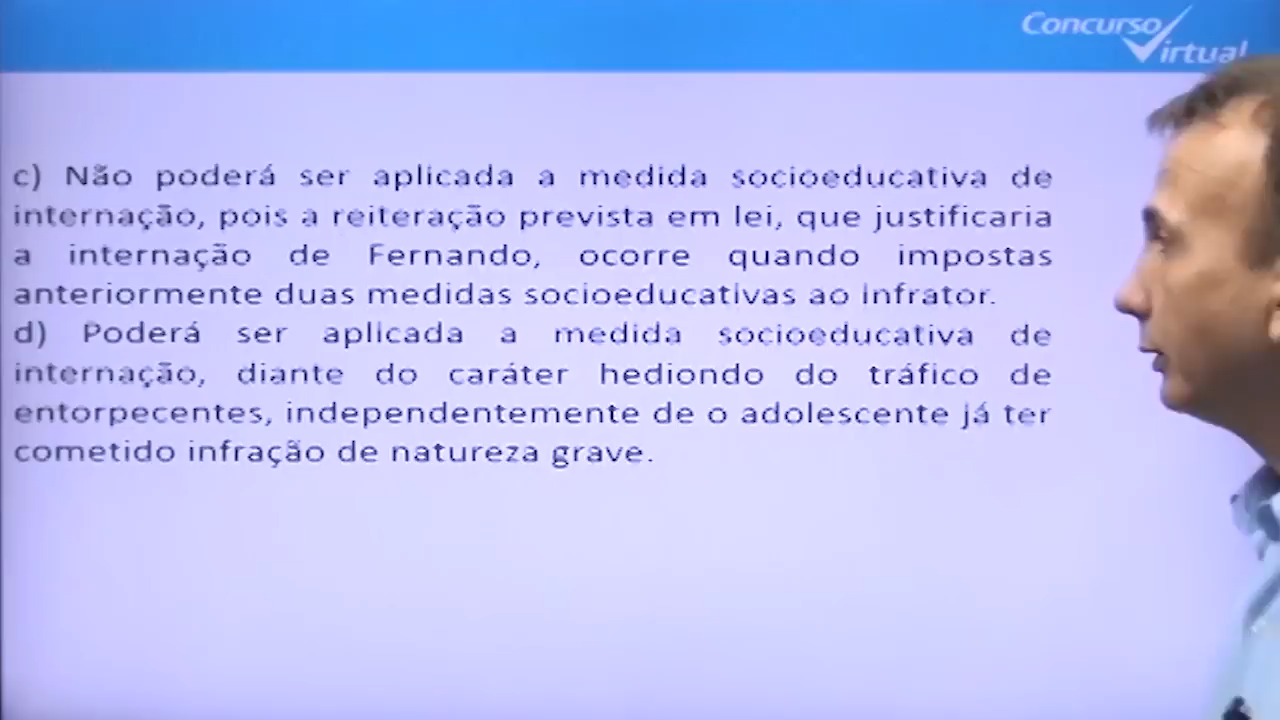 Concurso
Virtual
c) Não poderá ser aplicada a medida socioeducativa de
internação, pois a reiteração prevista em lei, que justificaria
a internação de Fernando, ocorre quando impostas
anteriormente duas medidas socioeducativas ao infrator.
d) Poderá ser aplicada a medida socioeducativa de
internação, diante do caráter hediondo do tráfico de
entorpecentes, independentemente de o adolescente já ter
cometido infração de natureza grave.